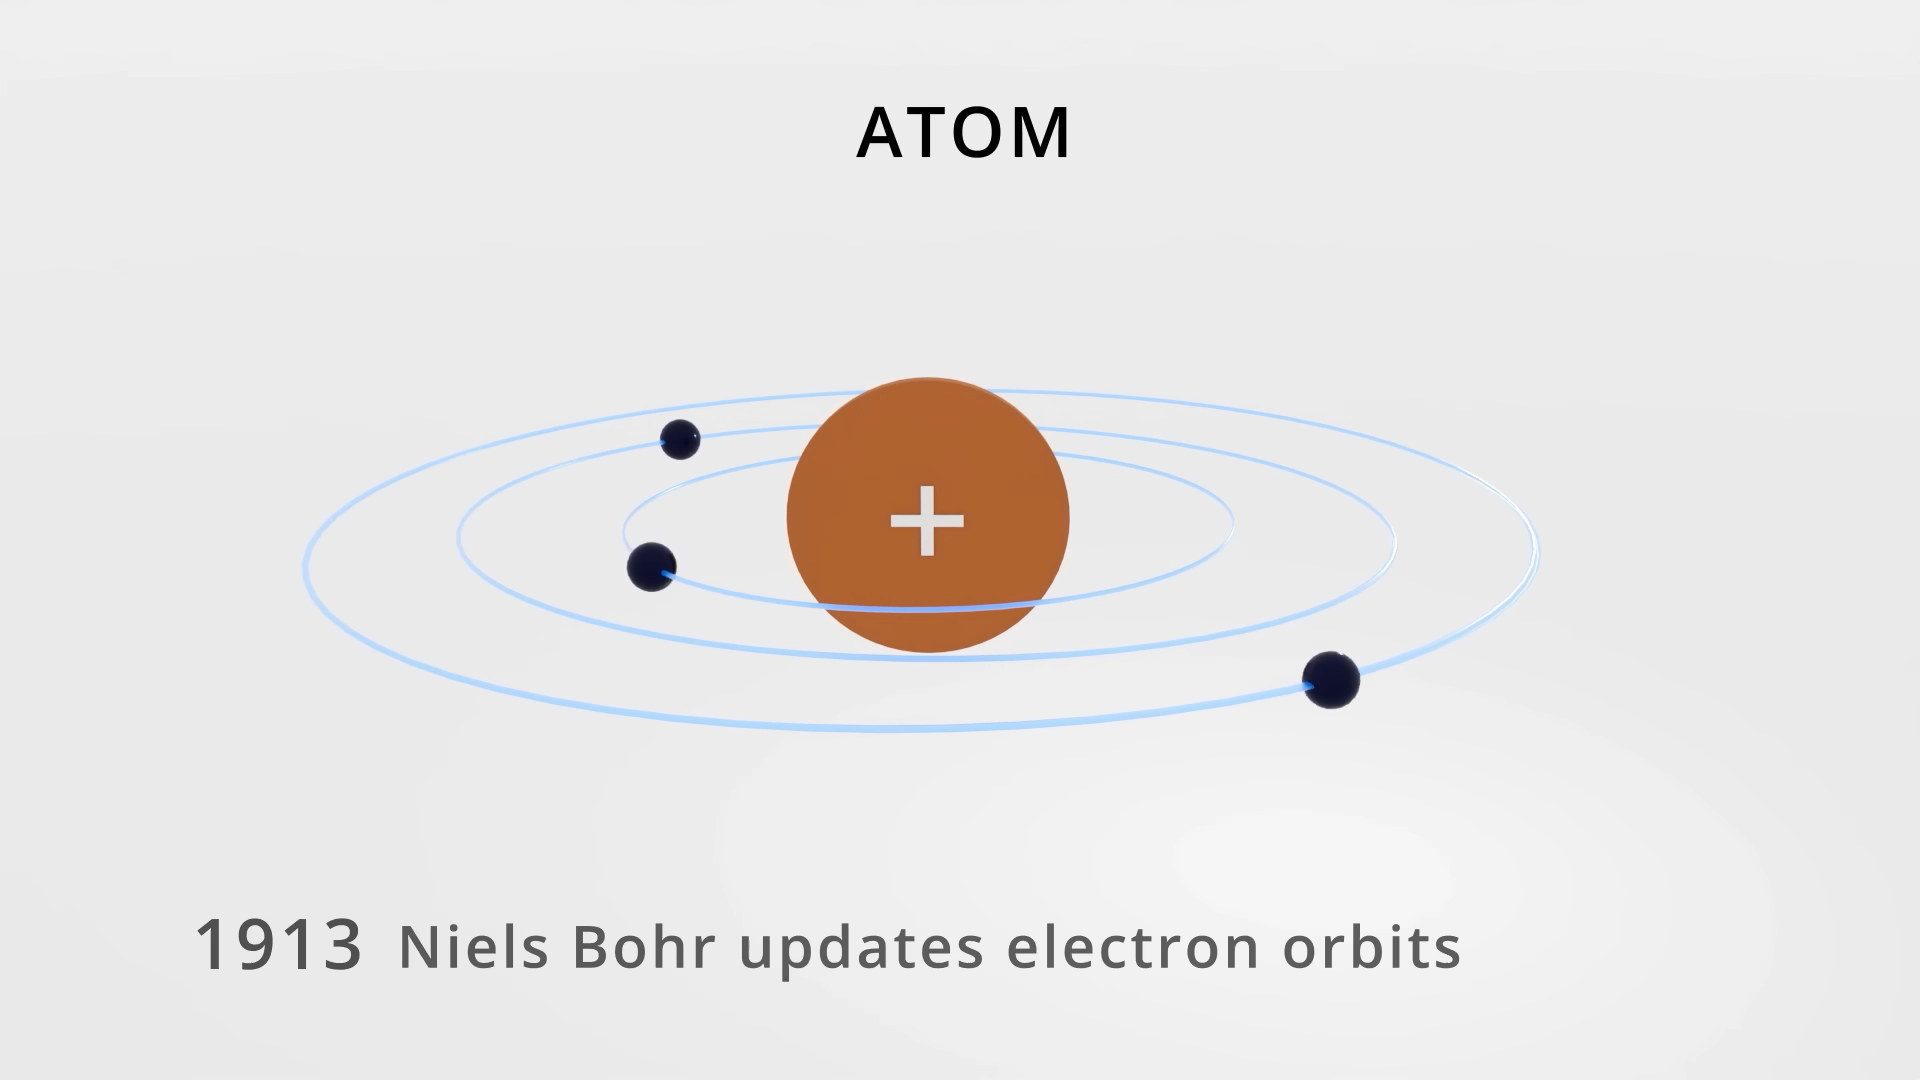 ATOM
+
1913 Niels Bohr updates electron orbits